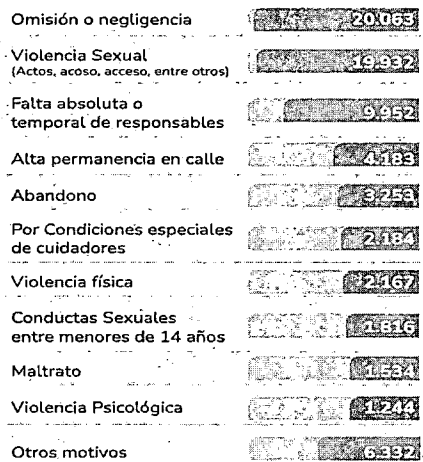 Omisión o negligencia 20.063
Violencia Sexual 19.932
(Actos, acoso, acceso, entre otros)
Falta absoluta o
temporal de responsables 9.952
Alta permanencia en calle 4.183
Abandono 3.253
Por Condiciones especiales
de cuidadores 2.184
Violencia física 2.167
Conductas Sexuales
entre menores de 14 años 1.816
Maltrato 1.534
Violencia Psicológica 1.244
Otros motivos 6.332